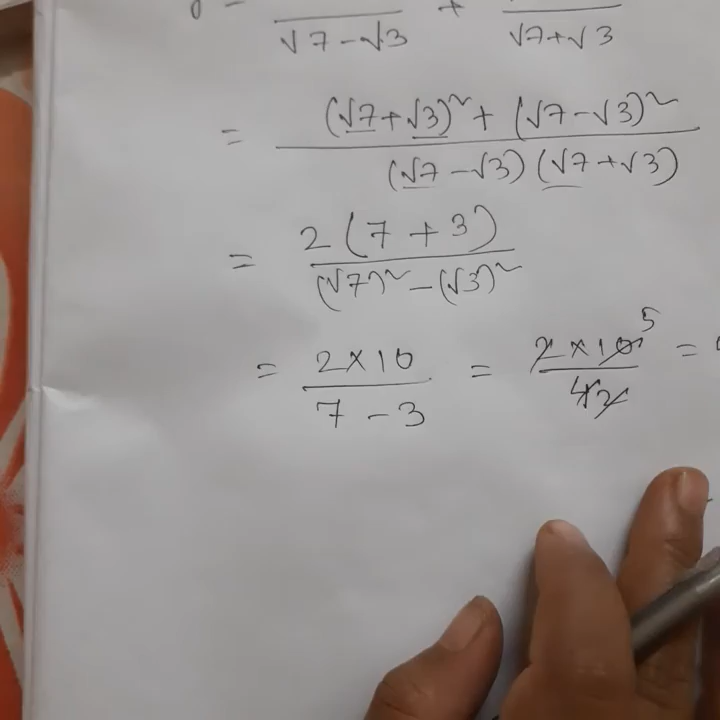 √7-√3 + √7+√3
= (√7+√3)² + (√7-√3)² / (√7-√3)(√7+√3)
= 2(7+3) / (√7)²-(√3)²
= 2×10 / 7-3 = 2×10 5 / 4 2 =